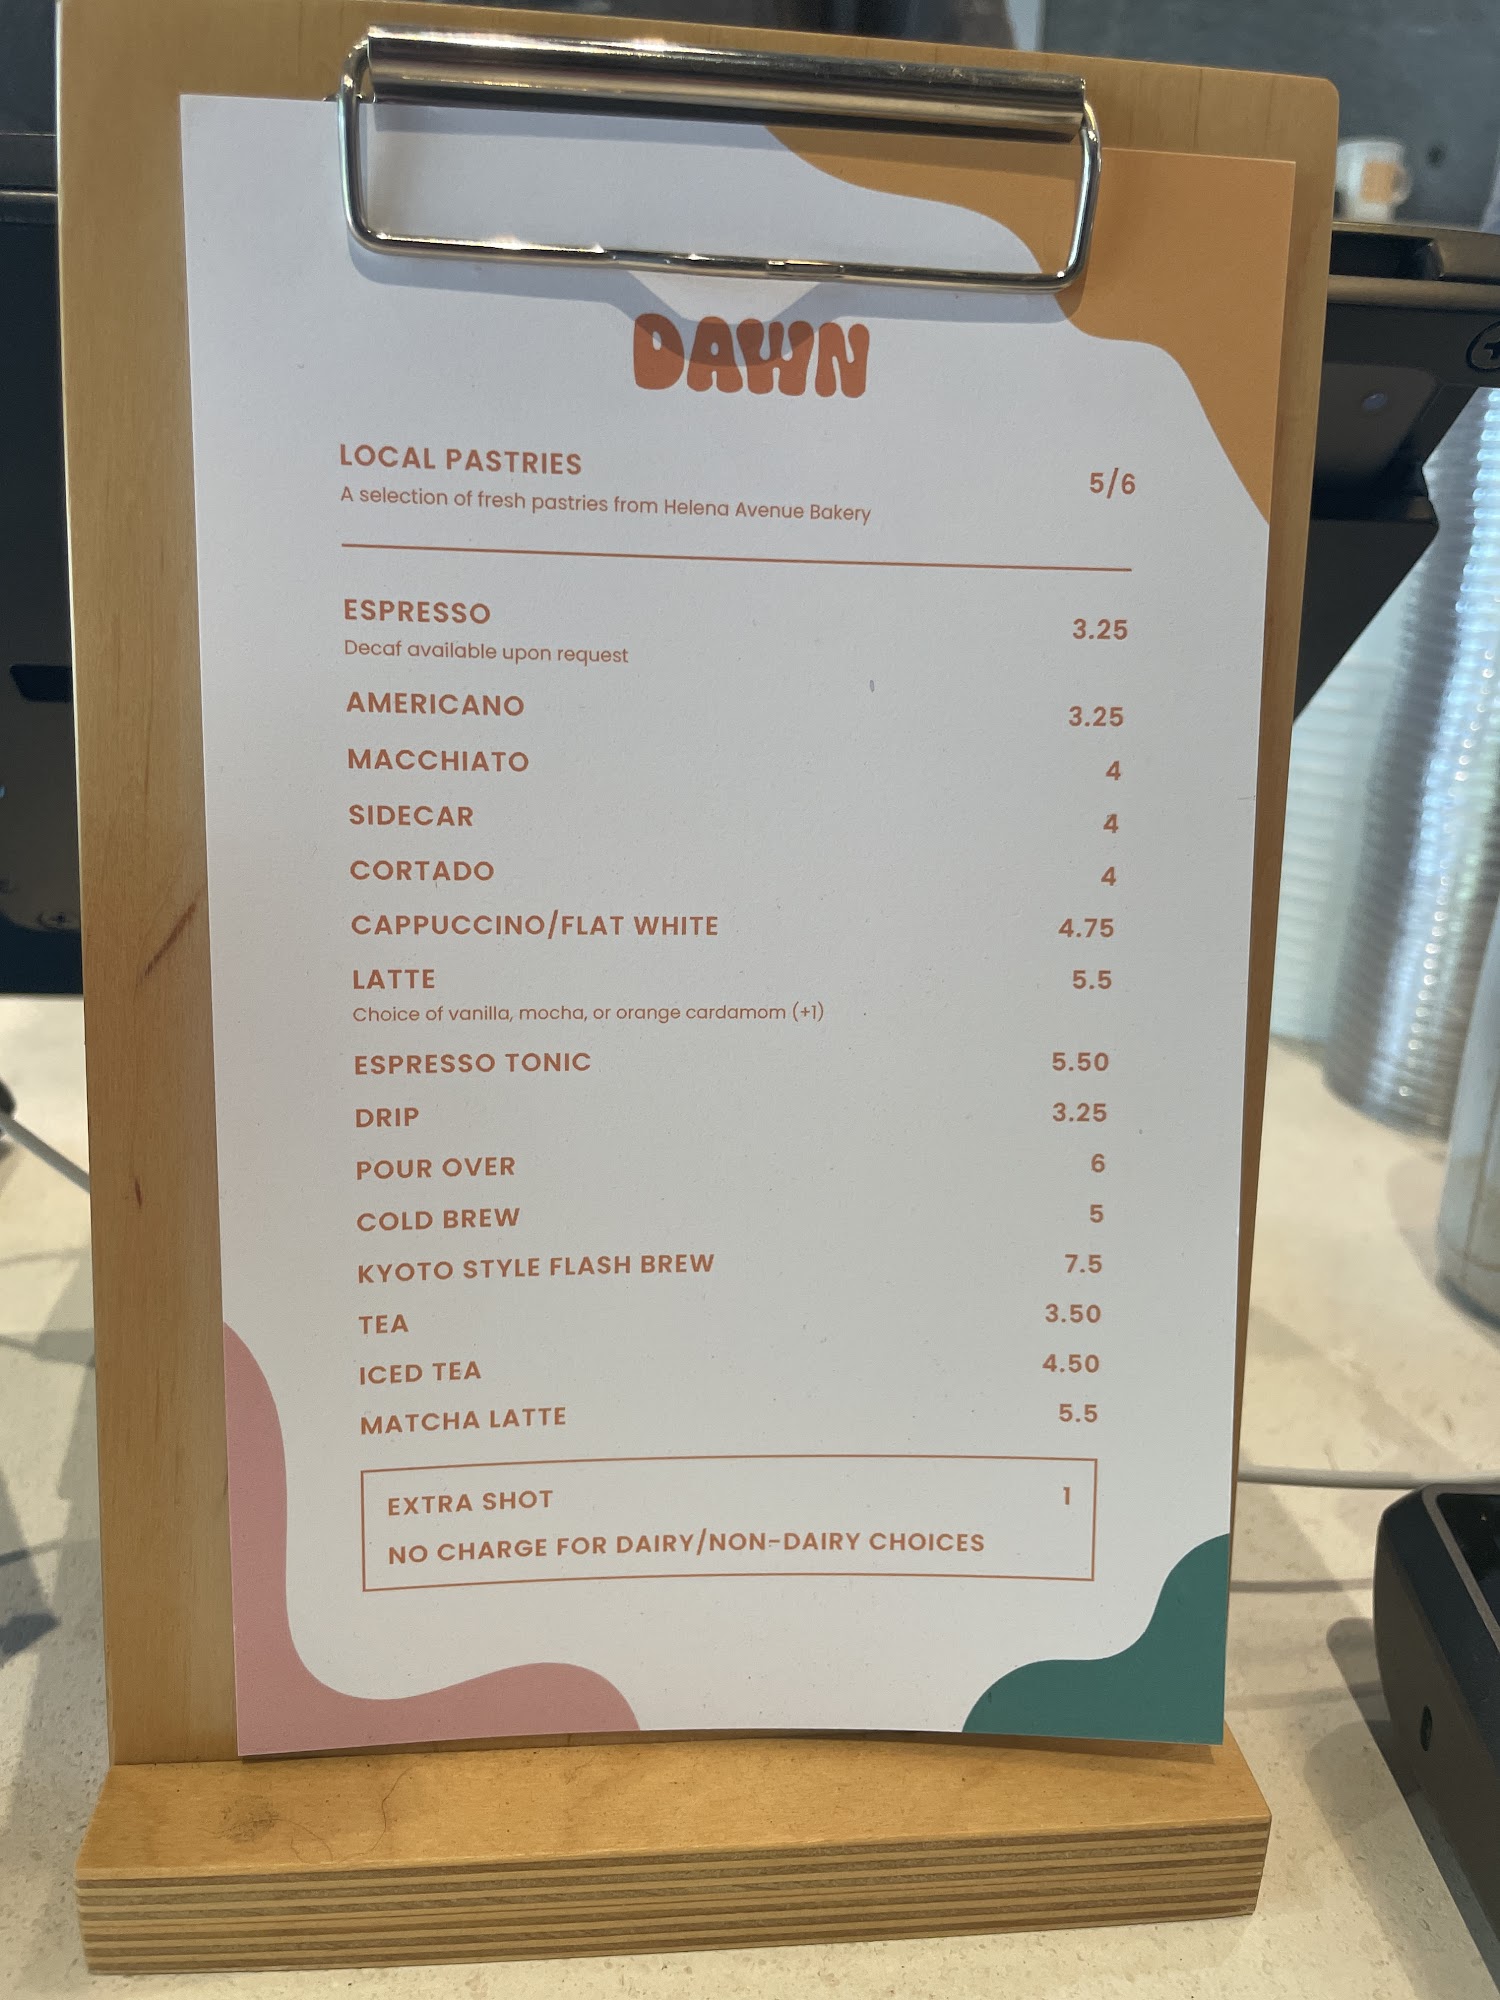 DAWN
LOCAL PASTRIES 5/6
A selection of fresh pastries from Helena Avenue Bakery
ESPRESSO 3.25
Decaf available upon request
AMERICANO 3.25
MACCHIATO 4
SIDECAR 4
CORTADO 4
CAPPUCCINO/FLAT WHITE 4.75
LATTE 5.5
Choice of vanilla, mocha, or orange cardamom (+1)
ESPRESSO TONIC 5.50
DRIP 3.25
POUR OVER 6
COLD BREW 5
KYOTO STYLE FLASH BREW 7.5
TEA 3.50
ICED TEA 4.50
MATCHA LATTE 5.5
EXTRA SHOT 1
NO CHARGE FOR DAIRY/NON-DAIRY CHOICES